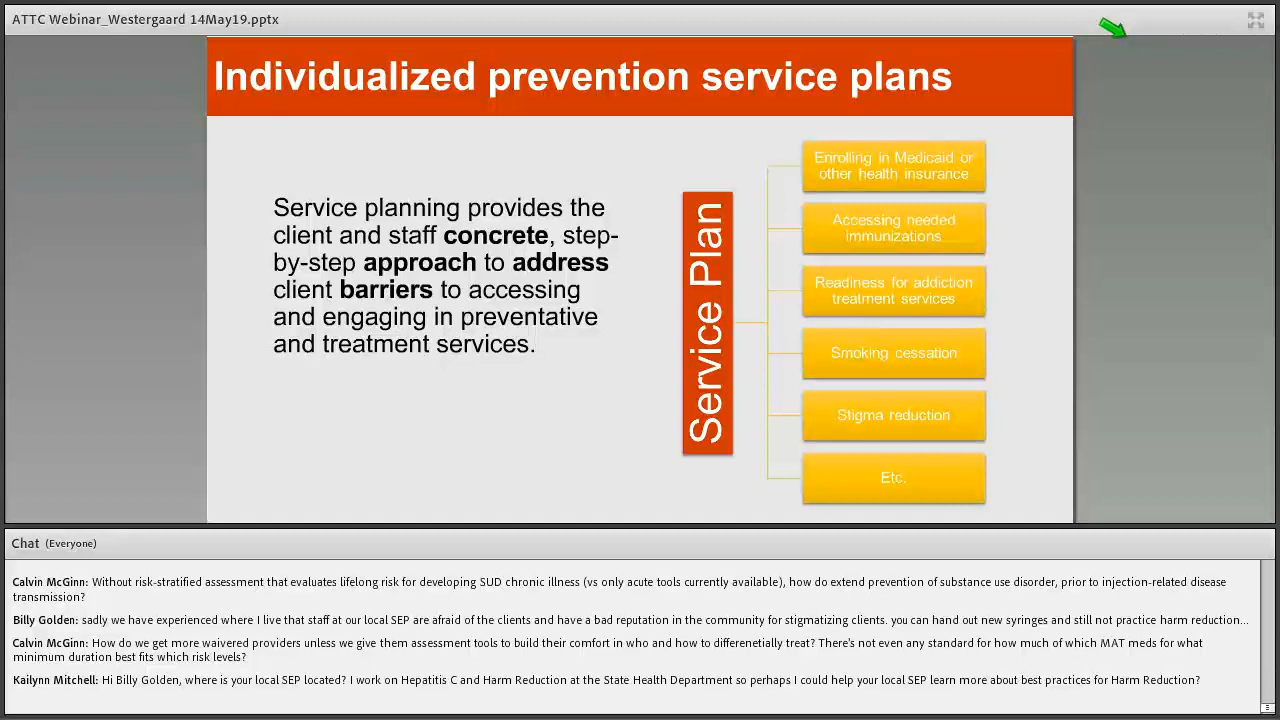 ATTC Webinar_Westergaard 14May19.pptx
Individualized prevention service plans
Service planning provides the
client and staff concrete, step-
by-step approach to address
client barriers to accessing
and engaging in preventative
and treatment services.
Service Plan
Enrolling in Medicaid or
other health insurance
Accessing needed
immunizations
Readiness for addiction
treatment services
Smoking cessation
Stigma reduction
Etc.
Chat (Everyone)
Calvin McGinn: Without risk-stratified assessment that evaluates lifelong risk for developing SUD chronic illness (vs only acute tools currently available), how do extend prevention of substance use disorder, prior to injection-related disease
transmission?
Billy Golden: sadly we have experienced where I live that staff at our local SEP are afraid of the clients and have a bad reputation in the community for stigmatizing clients. you can hand out new syringes and still not practice harm reduction...
Calvin McGinn: How do we get more waivered providers unless we give them assessment tools to build their comfort in who and how to differenetially treat? There's not even any standard for how much of which MAT meds for what
minimum duration best fits which risk levels?
Kailynn Mitchell: Hi Billy Golden, where is your local SEP located? I work on Hepatitis C and Harm Reduction at the State Health Department so perhaps I could help your local SEP learn more about best practices for Harm Reduction?